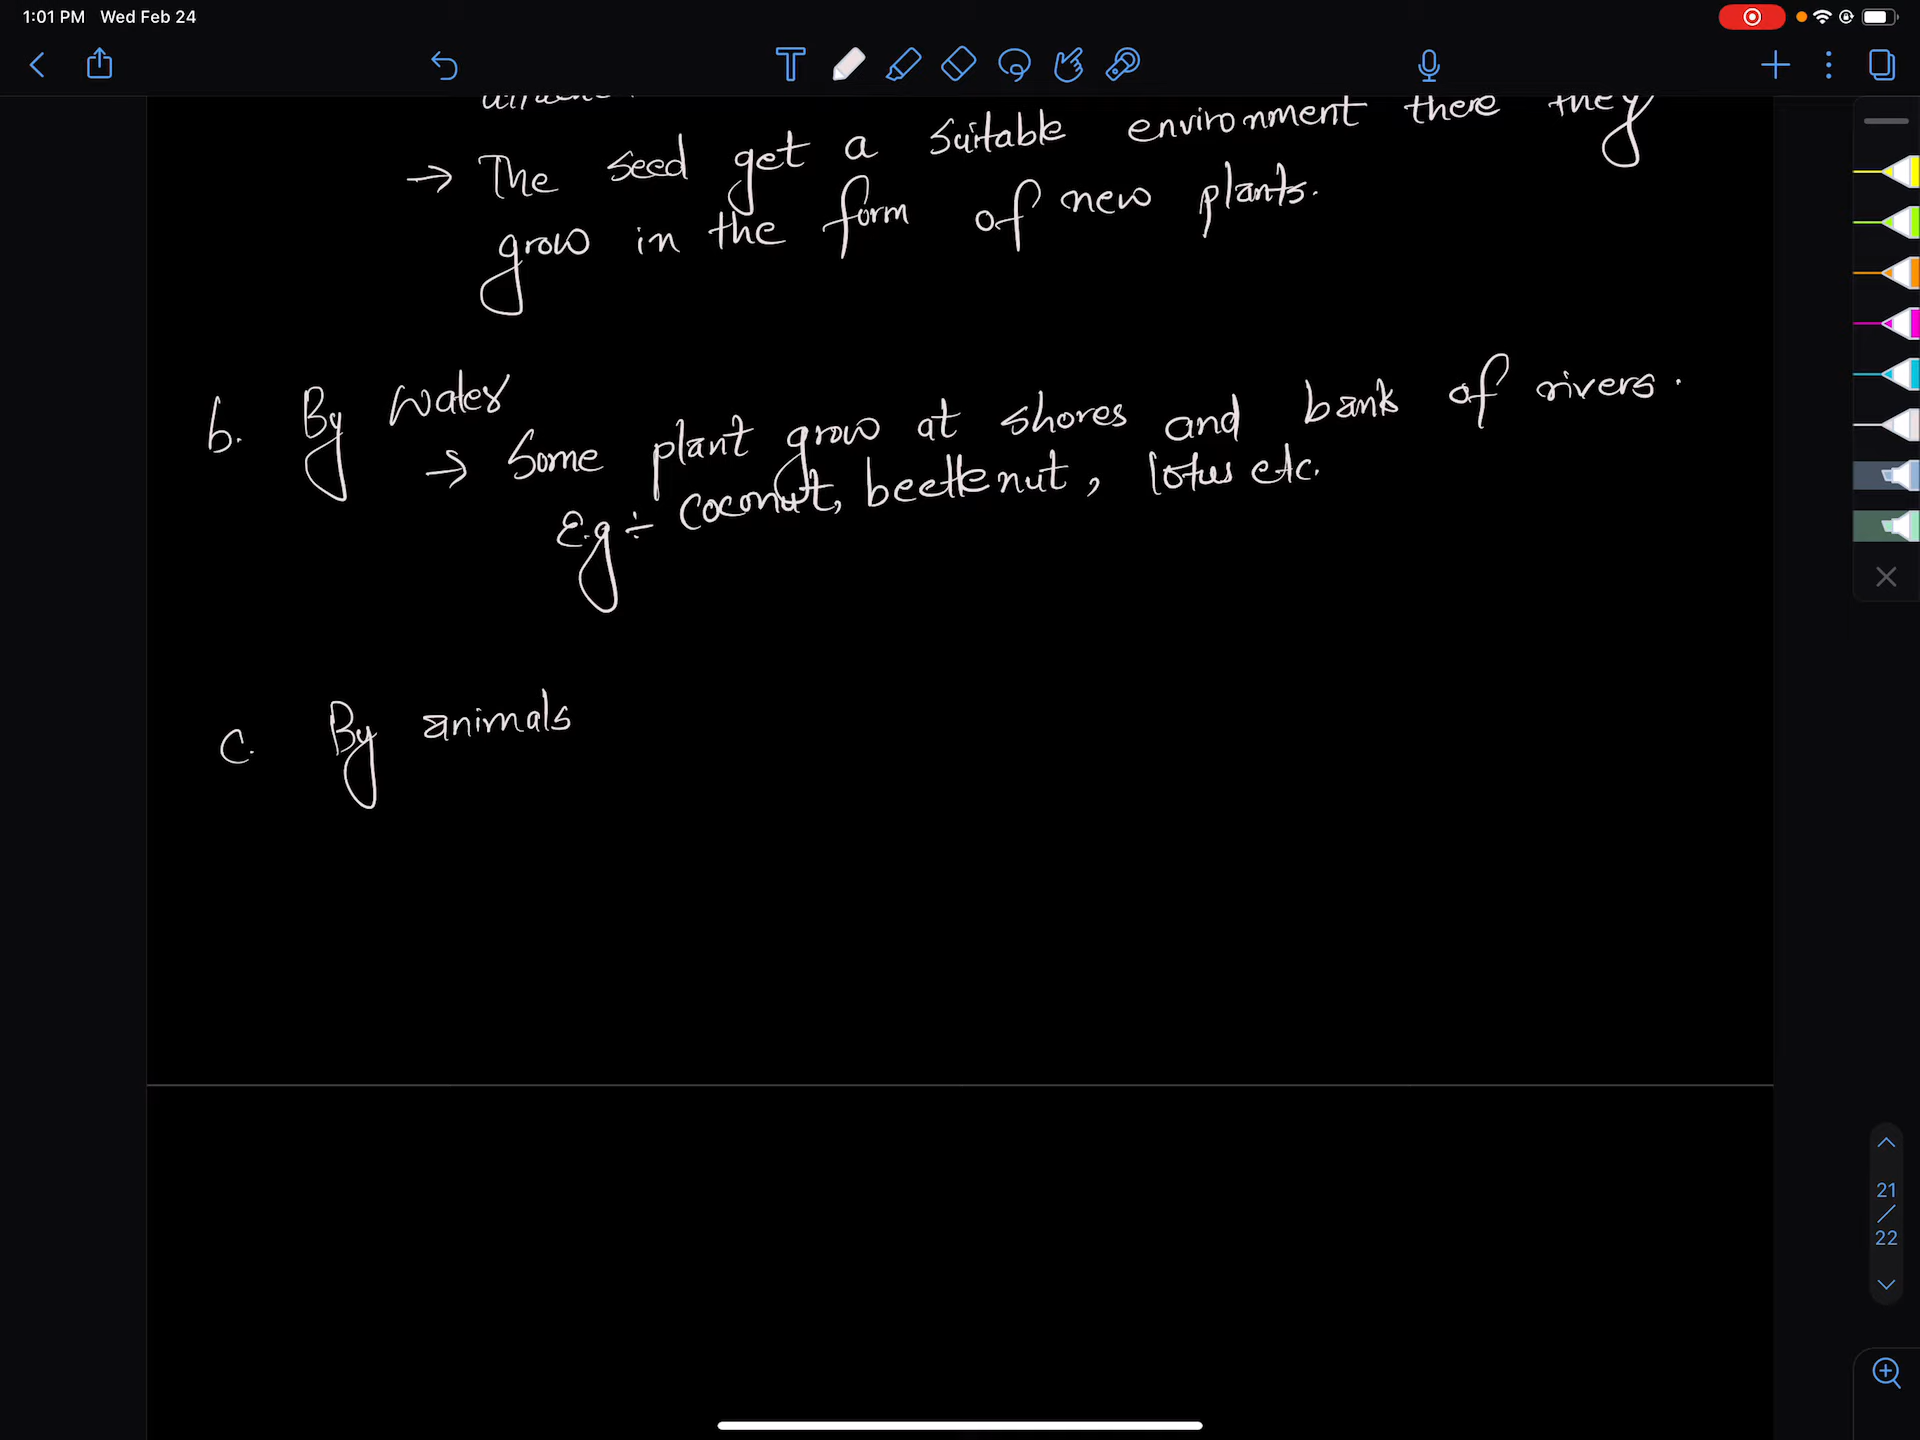 1:01 PM Wed Feb 24
→ The seed get a suitable environment there they
grow in the form of new plants.
b. By water
→ Some plant grow at shores and bank of rivers.
E.g ÷ coconut, beettenut, lotus etc.
c. By animals
21
/
22